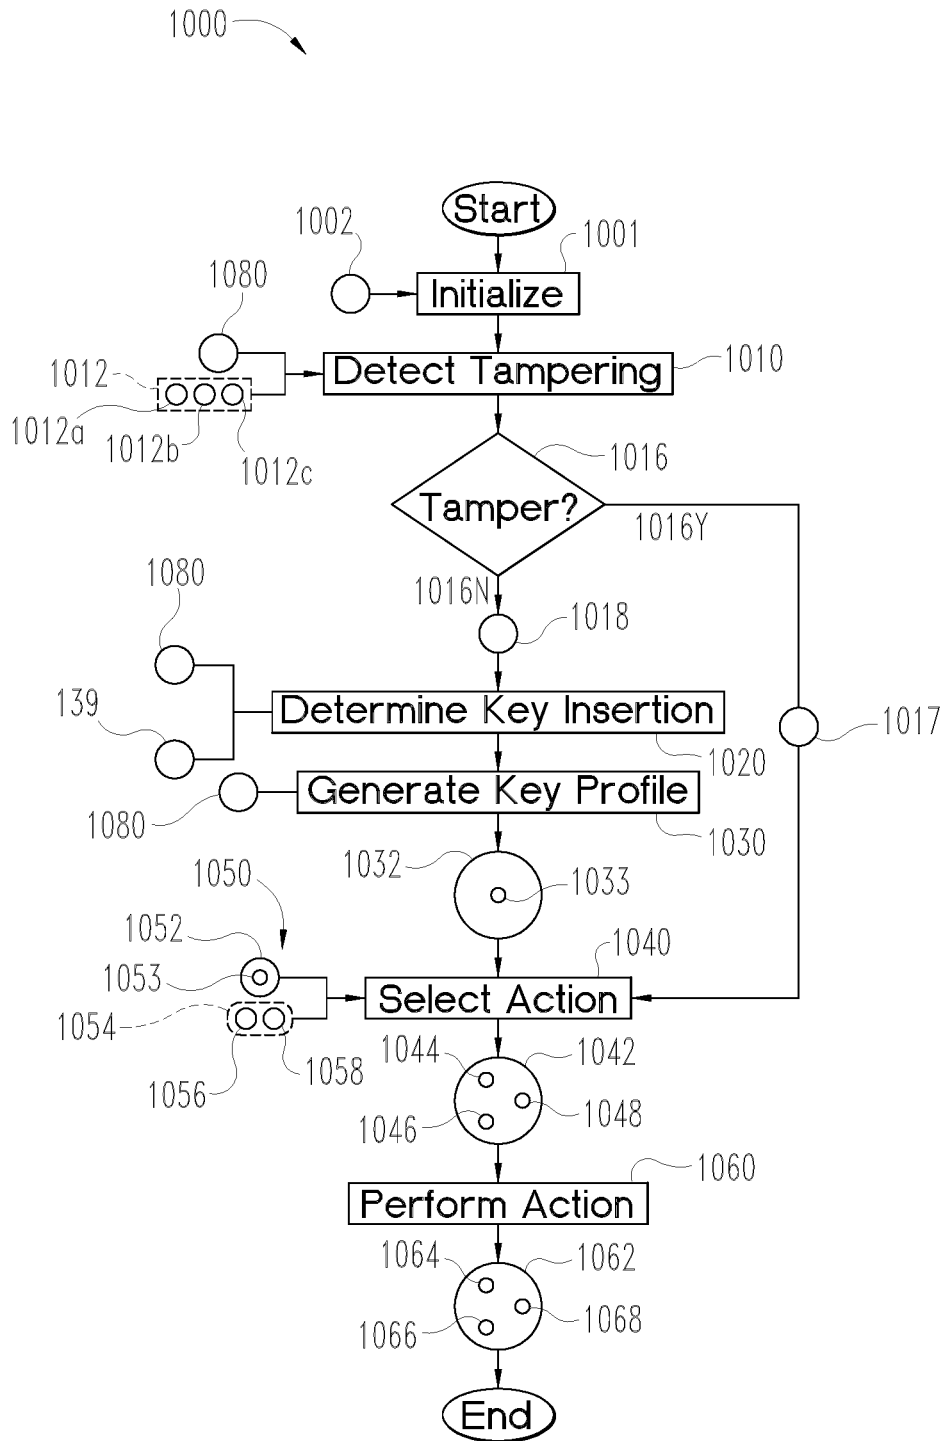 1000
Start
1002
1001
Initialize
1080
1012
Detect Tampering
1010
1012a
1012b
1012c
1016
Tamper?
1016Y
1016N
1080
1018
139
Determine Key Insertion
1017
1020
Generate Key Profile
1080
1030
1032
1033
1050
1052
1040
1053
Select Action
1054
1056
1058
1044
1042
1046
1048
1060
Perform Action
1064
1062
1066
1068
End